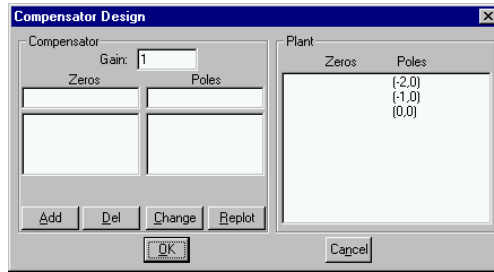 Compensator Design
Compensator
Gain: 1
Zeros Poles
Add Del Change Replot
Plant
Zeros Poles
(-2,0)
(-1,0)
(0,0)
OK Cancel